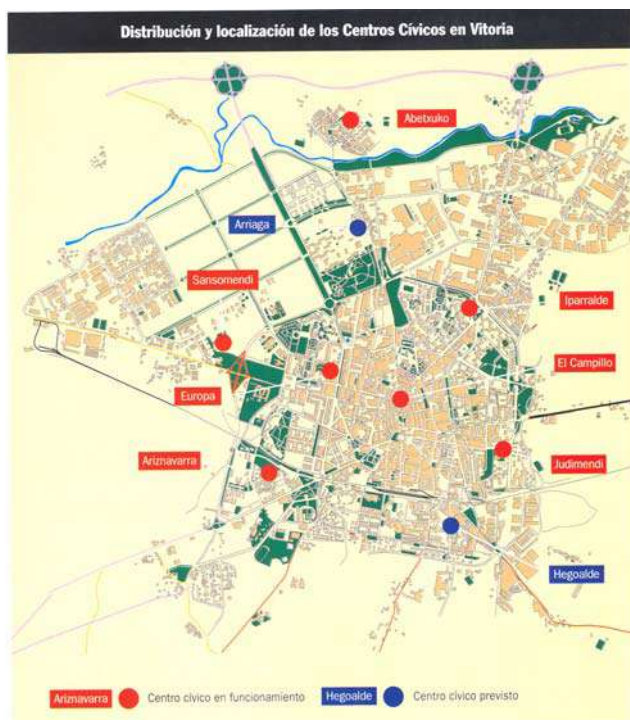 Distribución y localización de los Centros Cívicos en Vitoria
Abetxuko
Arriaga
Sansomendi
Iparralde
El Campillo
Europa
Ariznavarra
Judimendi
Hegoalde
Ariznavarra Centro cívico en funcionamiento Hegoalde Centro cívico previsto